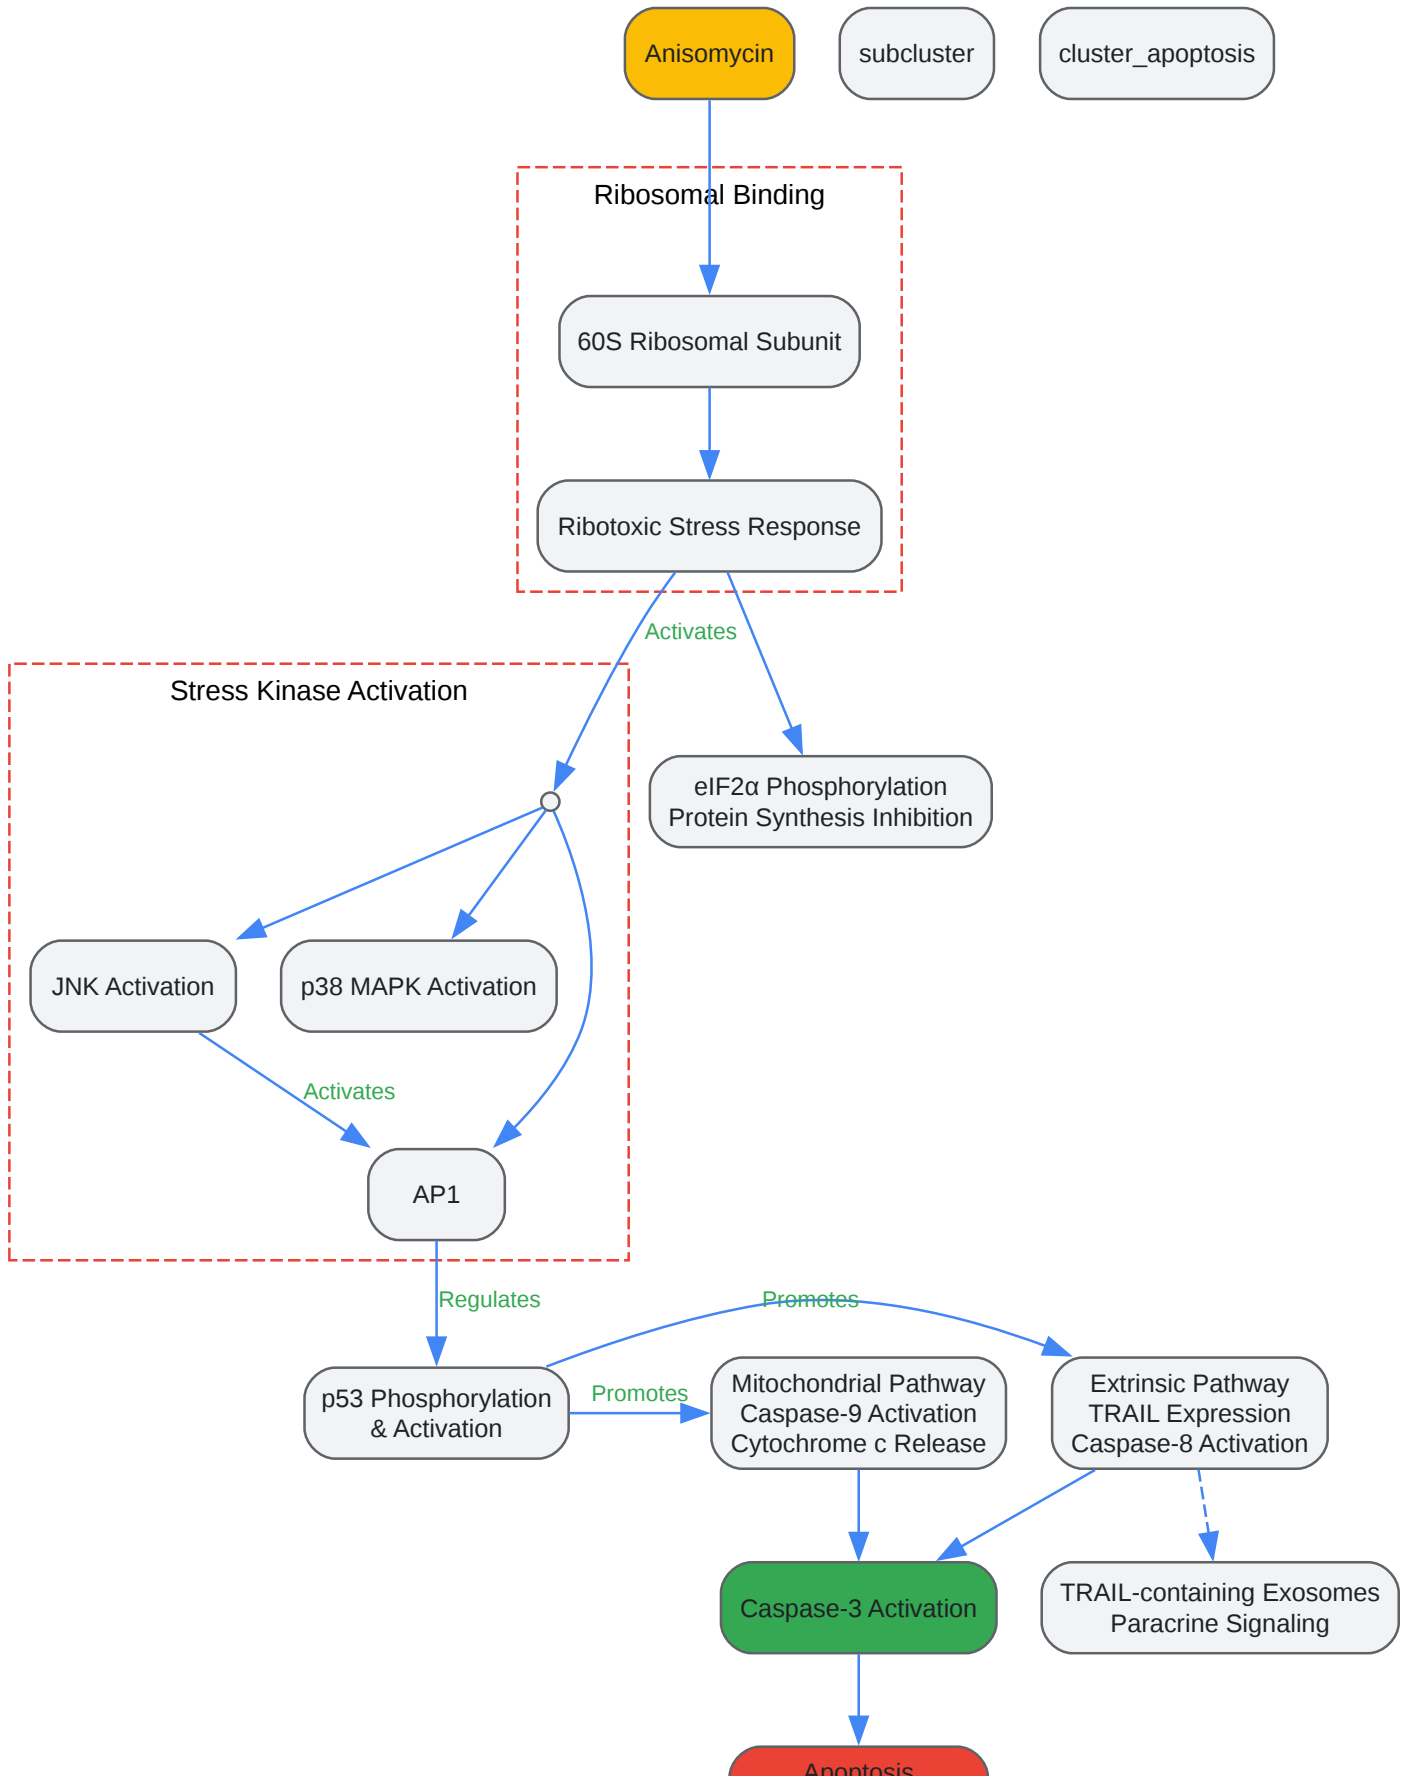 Anisomycin
subcluster
cluster_apoptosis
Ribosomal Binding
60S Ribosomal Subunit
Ribotoxic Stress Response
Activates
Stress Kinase Activation
eIF2α Phosphorylation
Protein Synthesis Inhibition
JNK Activation
p38 MAPK Activation
Activates
AP1
Regulates
Promotes
p53 Phosphorylation
& Activation
Promotes
Mitochondrial Pathway
Caspase-9 Activation
Cytochrome c Release
Extrinsic Pathway
TRAIL Expression
Caspase-8 Activation
Caspase-3 Activation
TRAIL-containing Exosomes
Paracrine Signaling
Apoptosis